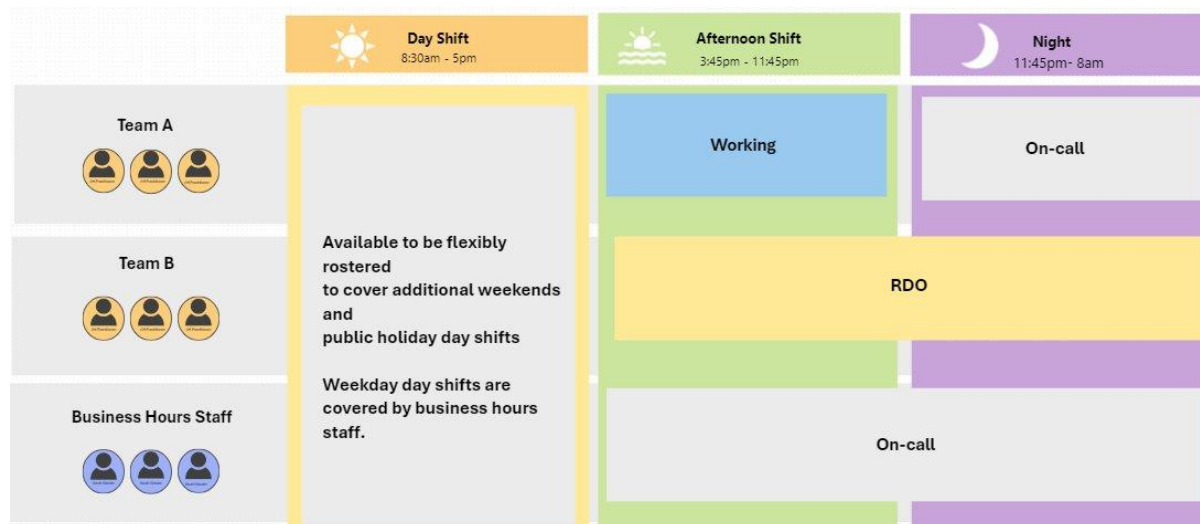 Day Shift
8:30am - 5pm
Afternoon Shift
3:45pm - 11:45pm
Night
11:45pm- 8am
Team A
Working
On-call
Available to be flexibly
rostered
to cover additional weekends
and
public holiday day shifts
Weekday day shifts are
covered by business hours
staff.
Team B
RDO
Business Hours Staff
On-call